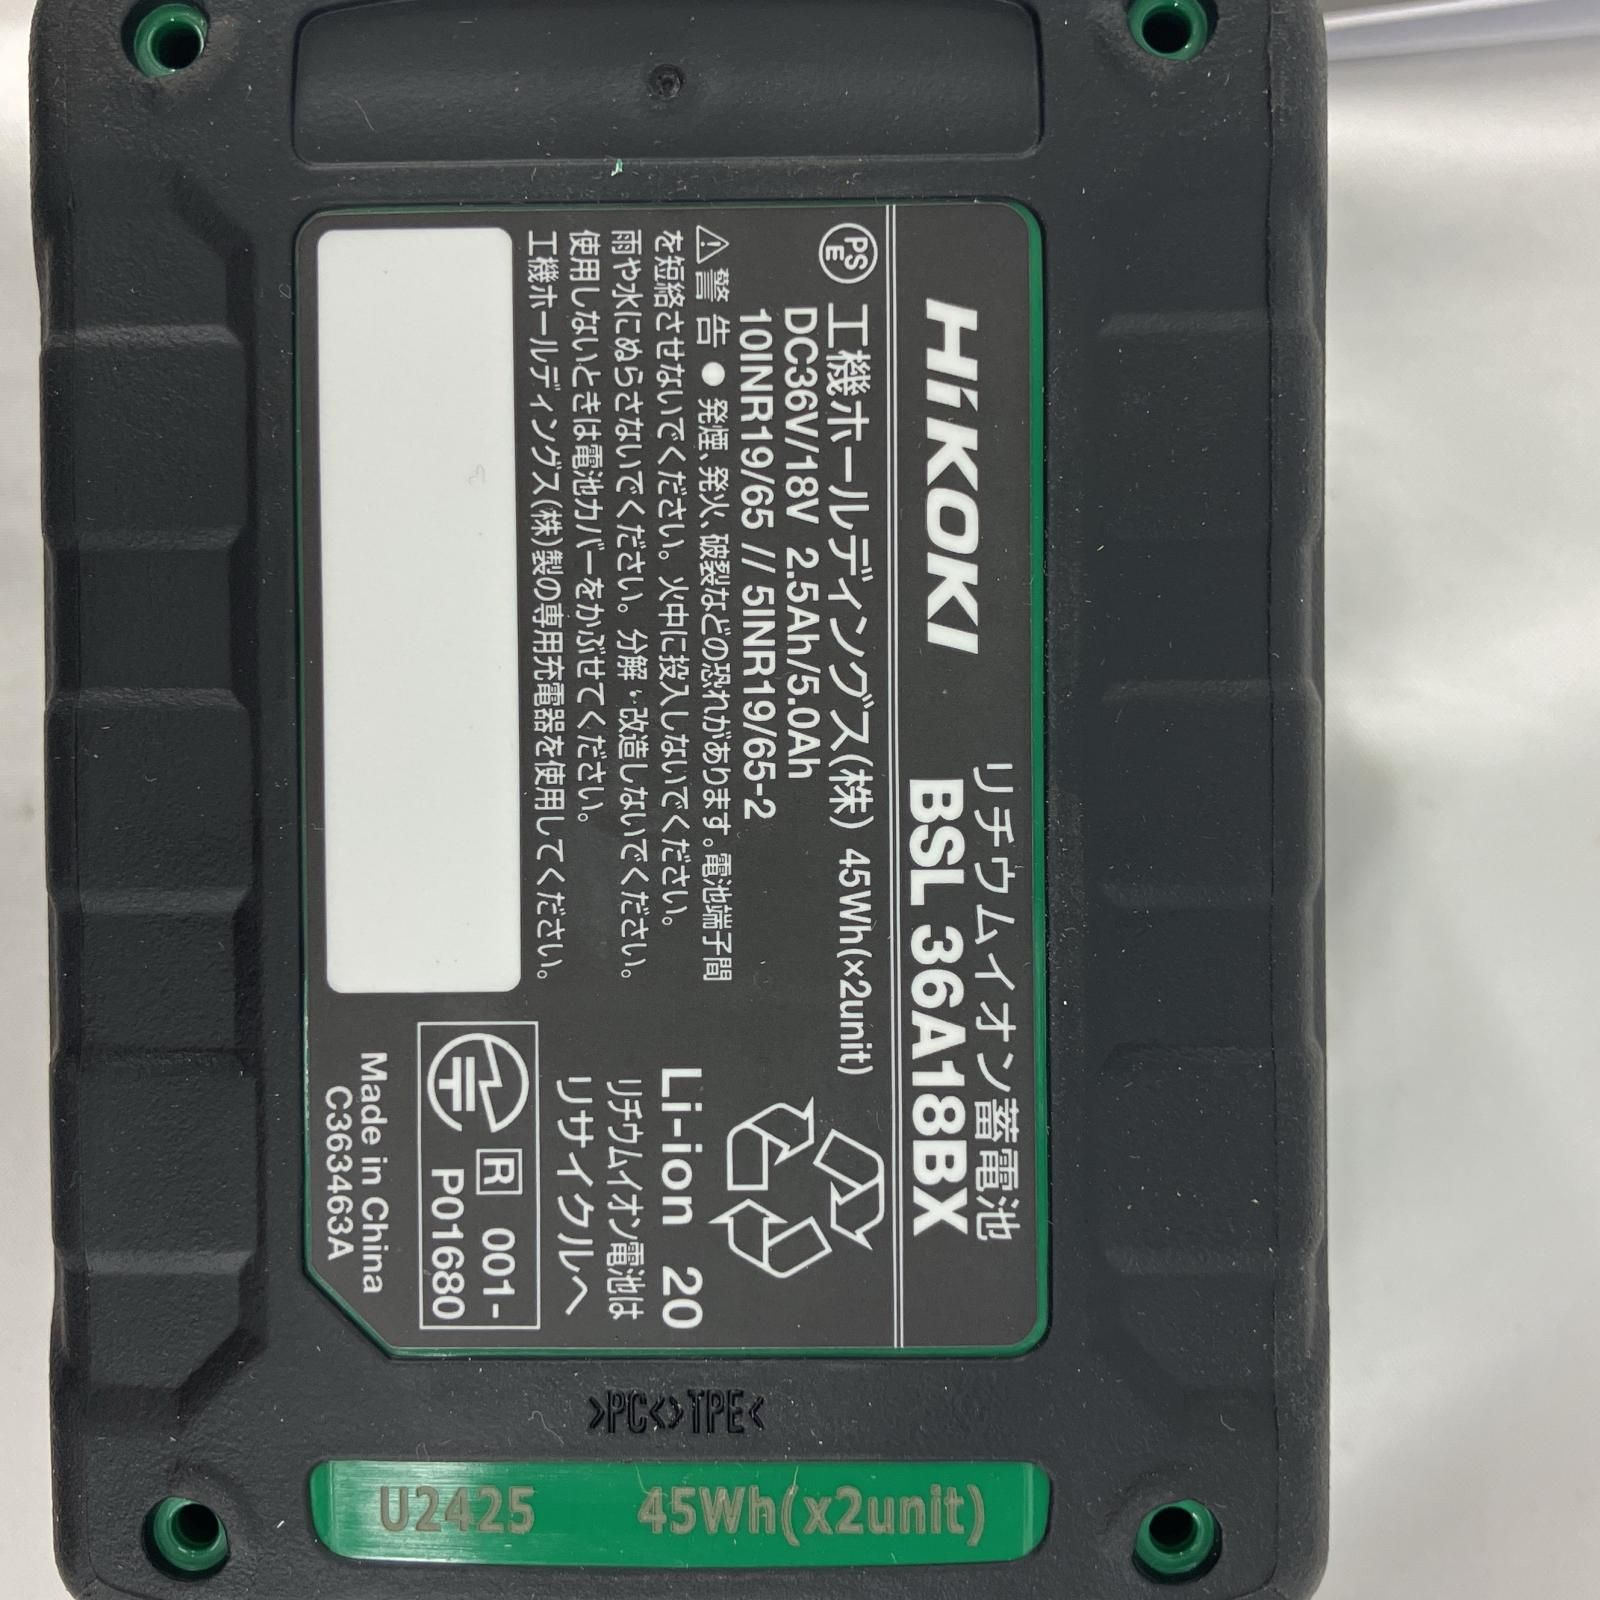 HiKOKI
リチウムイオン蓄電池
BSL 36A18BX
PSE
工機ホールディングス(株) 45Wh(×2unit)
DC36V/18V 2.5Ah/5.0Ah
10INR19/65 // 5INR19/65-2
警 告 ● 発煙、発火、破裂などの恐れがあります。電池端子間
を短絡させないでください。火中に投入しないでください。
雨や水にぬらさないでください。分解・改造しないでください。
使用しないときは電池カバーをかぶせてください。
工機ホールディングス(株)製の専用充電器を使用してください。
Li-ion 20
リチウムイオン電池は
リサイクルへ
R 001-
P01680
Made in China
C363463A
>PC<>TPE<
U2425 45Wh(x2unit)